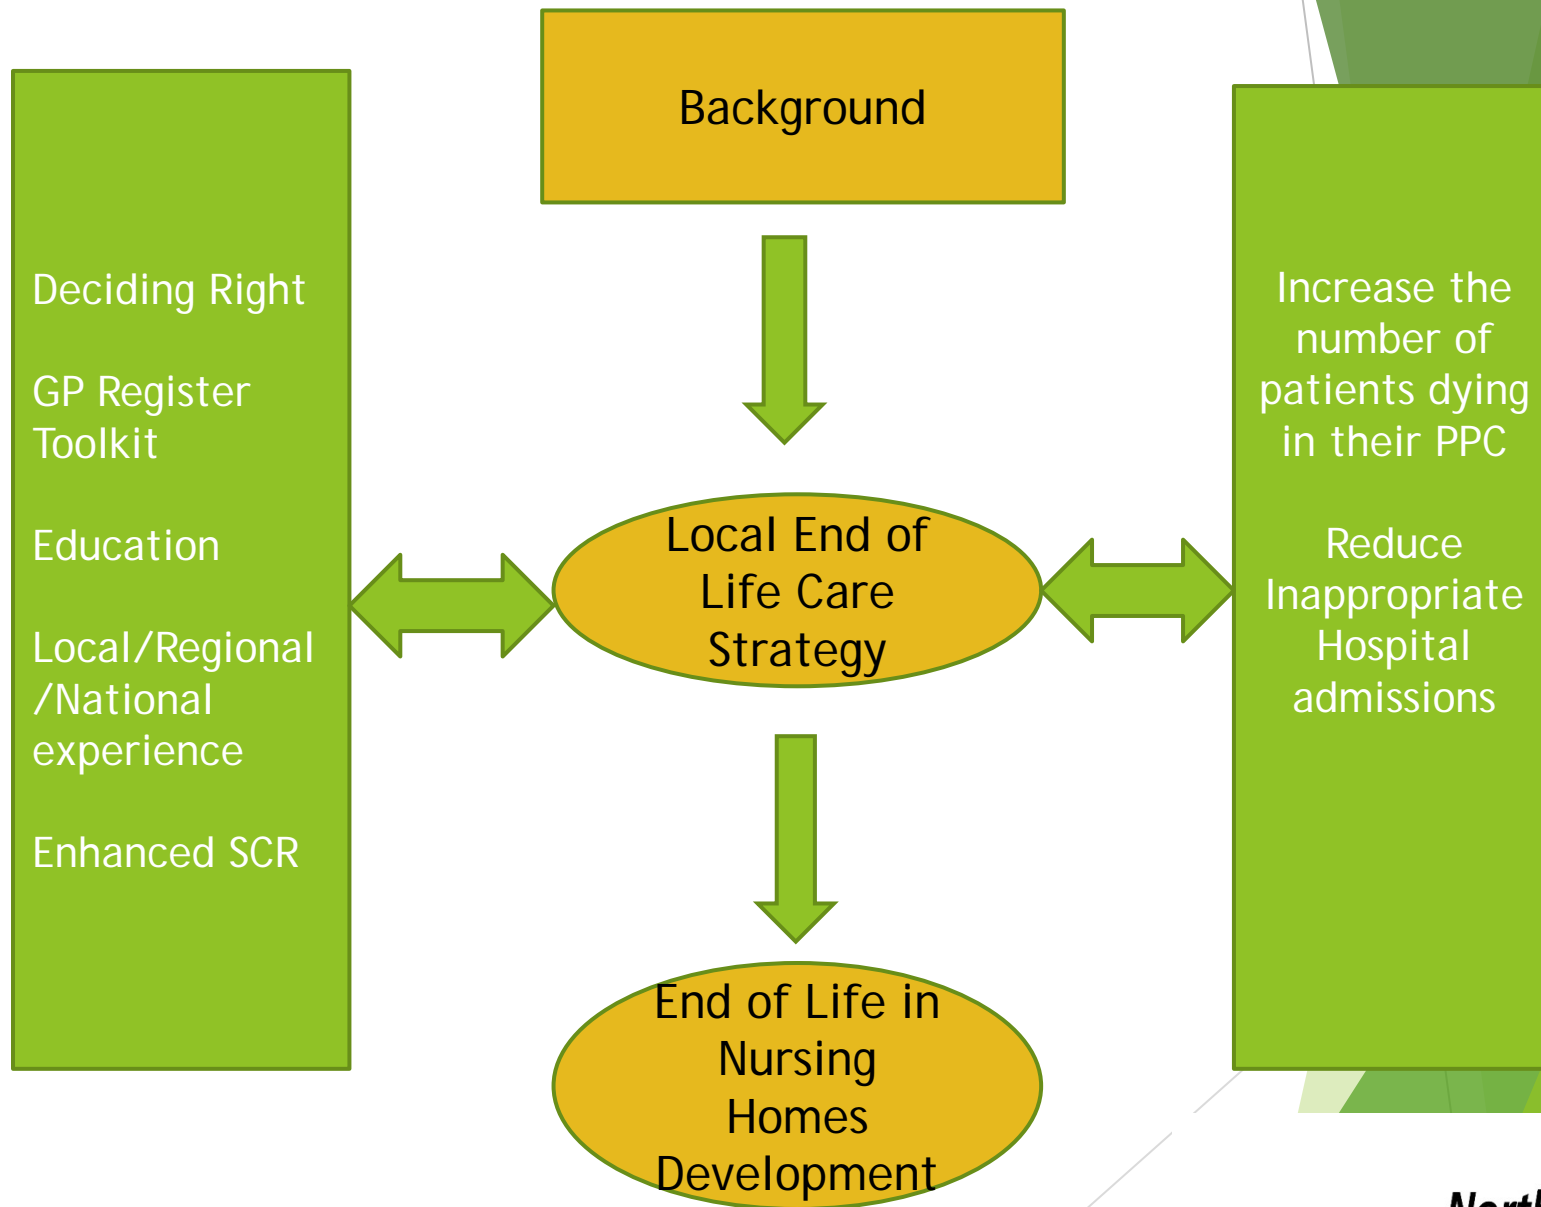 Background
Deciding Right
GP Register
Toolkit
Education
Local/Regional
/National
experience
Enhanced SCR
Local End of
Life Care
Strategy
Increase the
number of
patients dying
in their PPC
Reduce
Inappropriate
Hospital
admissions
End of Life in
Nursing
Homes
Development